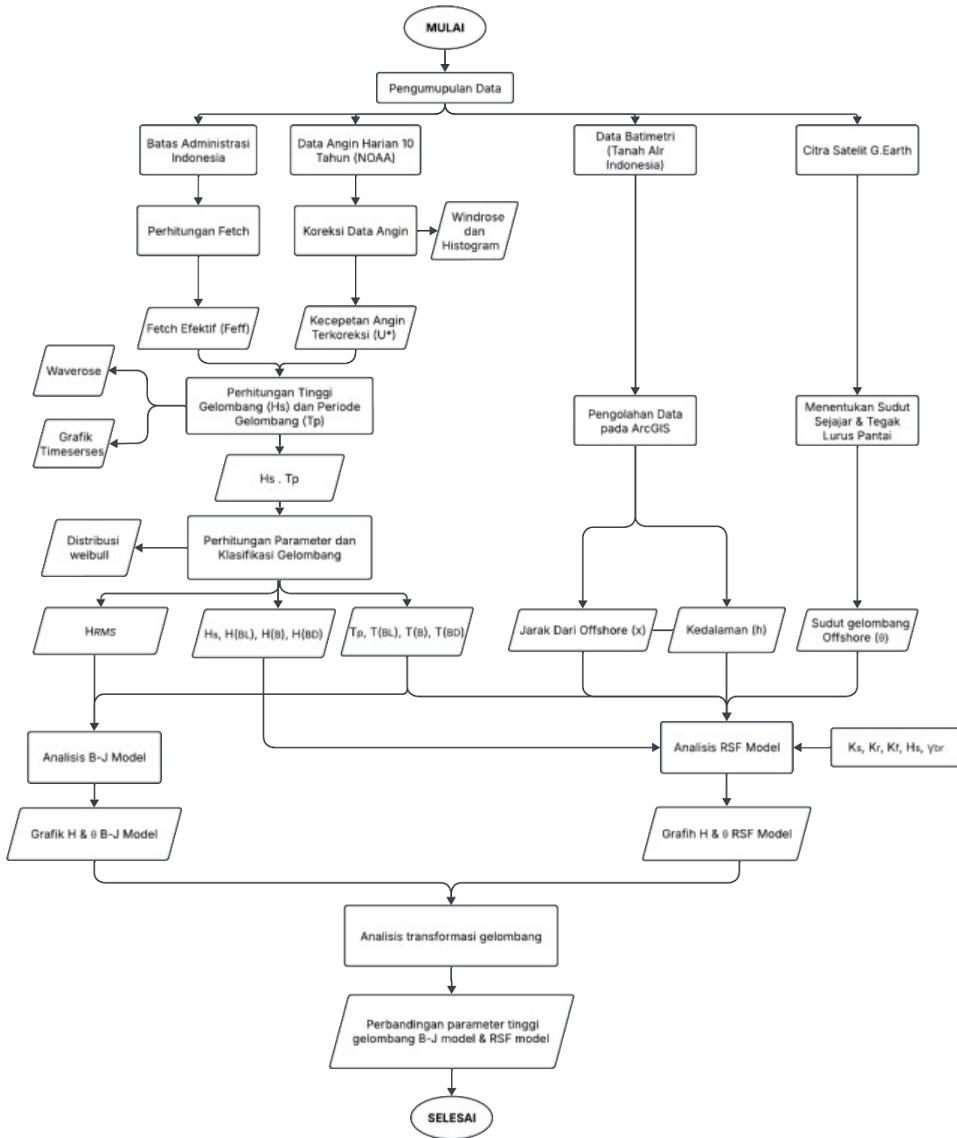 MULAI
Pengumupulan Data
Batas Administrasi
Indonesia
Data Angin Harian 10
Tahun (NOAA)
Data Batimetri
(Tanah AIr
Indonesia)
Citra Satelit G.Earth
Perhitungan Fetch
Koreksi Data Angin
Windrose
dan
Histogram
Fetch Efektif (Feff)
Kecepetan Angin
Terkoreksi (U*)
Waverose
Perhitungan Tinggi
Gelombang (Hs) dan Periode
Gelombang (Tp)
Grafik
Timeserses
Pengolahan Data
pada ArcGIS
Menentukan Sudut
Sejajar & Tegak
Lurus Pantai
Hs . Tp
Distribusi
weibull
Perhitungan Parameter dan
Klasifikasi Gelombang
HRMS
Hs, H(BL), H(B), H(BD)
Tp, T(BL), T(B), T(BD)
Jarak Dari Offshore (x)
Kedalaman (h)
Sudut gelombang
Offshore (θ)
Analisis B-J Model
Analisis RSF Model
Ks, Kr, Kf, Hs, γbr
Grafik H & θ B-J Model
Grafih H & θ RSF Model
Analisis transformasi gelombang
Perbandingan parameter tinggi
gelombang B-J model & RSF model
SELESAI